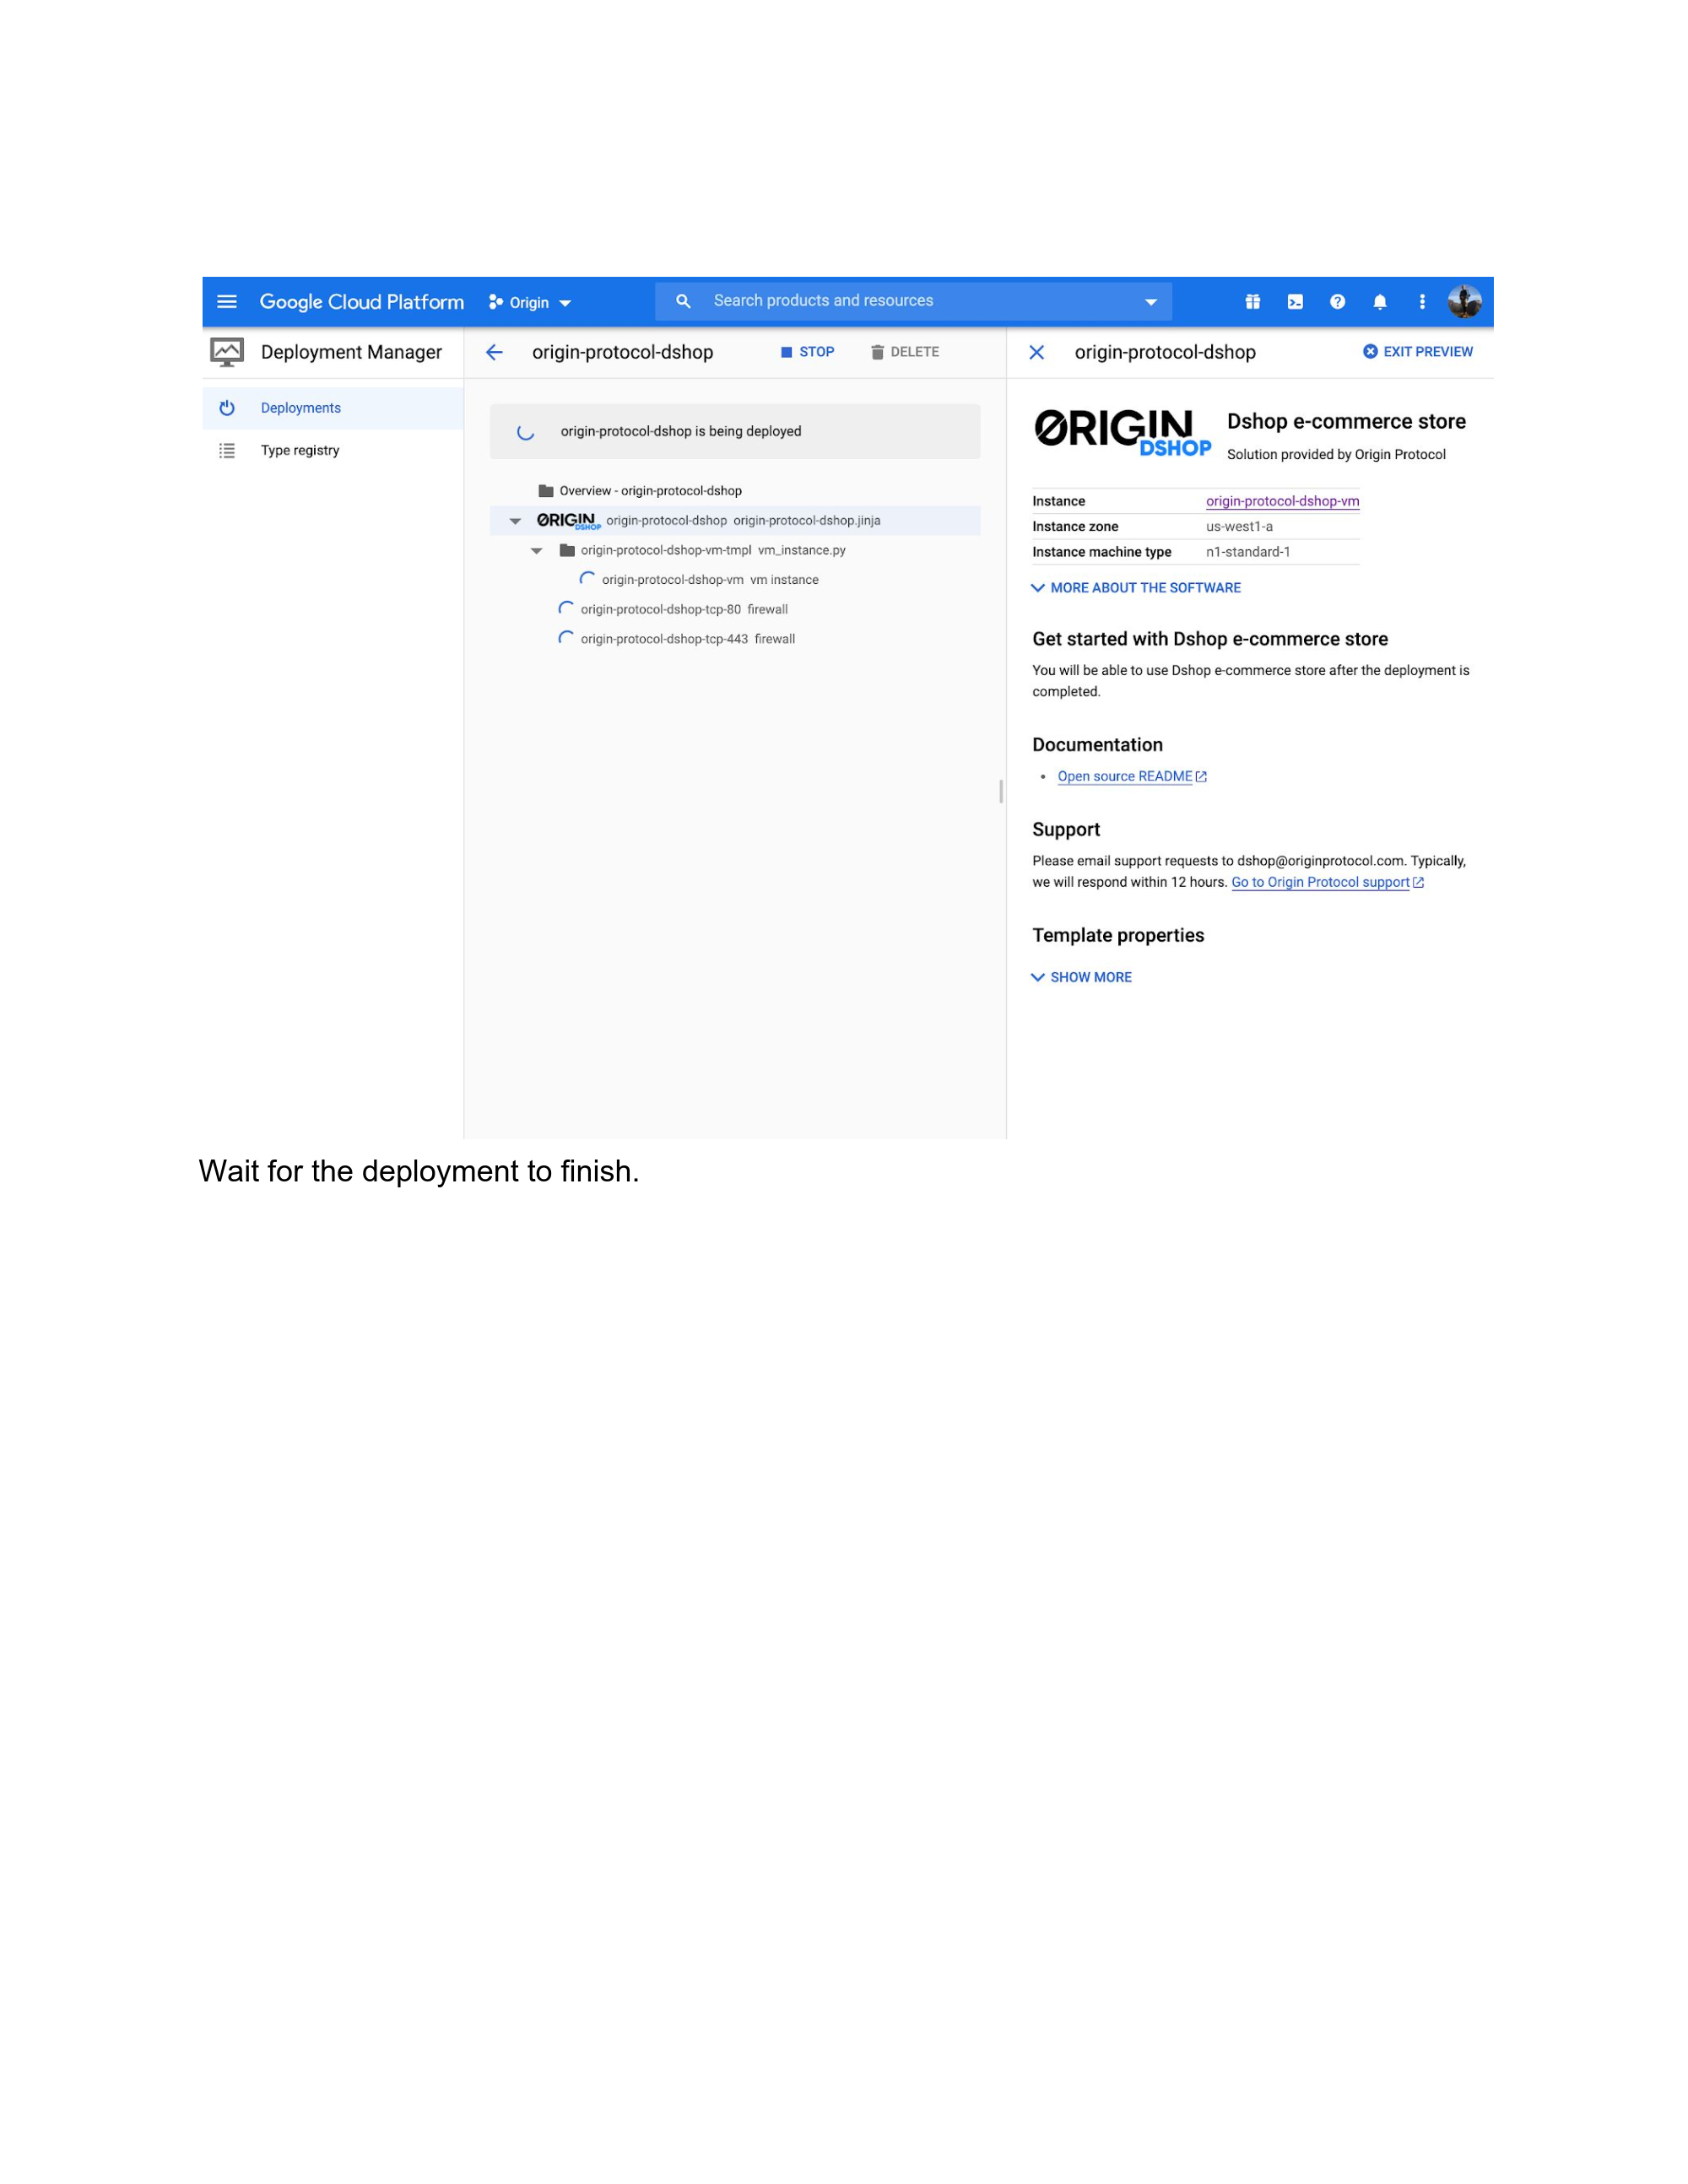 Google Cloud Platform
Origin
Search products and resources
Deployment Manager
Deployments
Type registry
origin-protocol-dshop
STOP
DELETE
origin-protocol-dshop is being deployed
Overview - origin-protocol-dshop
ORIGIN DSHOP origin-protocol-dshop origin-protocol-dshop.jinja
origin-protocol-dshop-vm-tmpl vm_instance.py
origin-protocol-dshop-vm vm instance
origin-protocol-dshop-tcp-80 firewall
origin-protocol-dshop-tcp-443 firewall
origin-protocol-dshop
EXIT PREVIEW
ORIGIN
DSHOP
Dshop e-commerce store
Solution provided by Origin Protocol
Instance origin-protocol-dshop-vm
Instance zone us-west1-a
Instance machine type n1-standard-1
MORE ABOUT THE SOFTWARE
Get started with Dshop e-commerce store
You will be able to use Dshop e-commerce store after the deployment is
completed.
Documentation
• Open source README
Support
Please email support requests to dshop@originprotocol.com. Typically,
we will respond within 12 hours. Go to Origin Protocol support
Template properties
SHOW MORE
Wait for the deployment to finish.